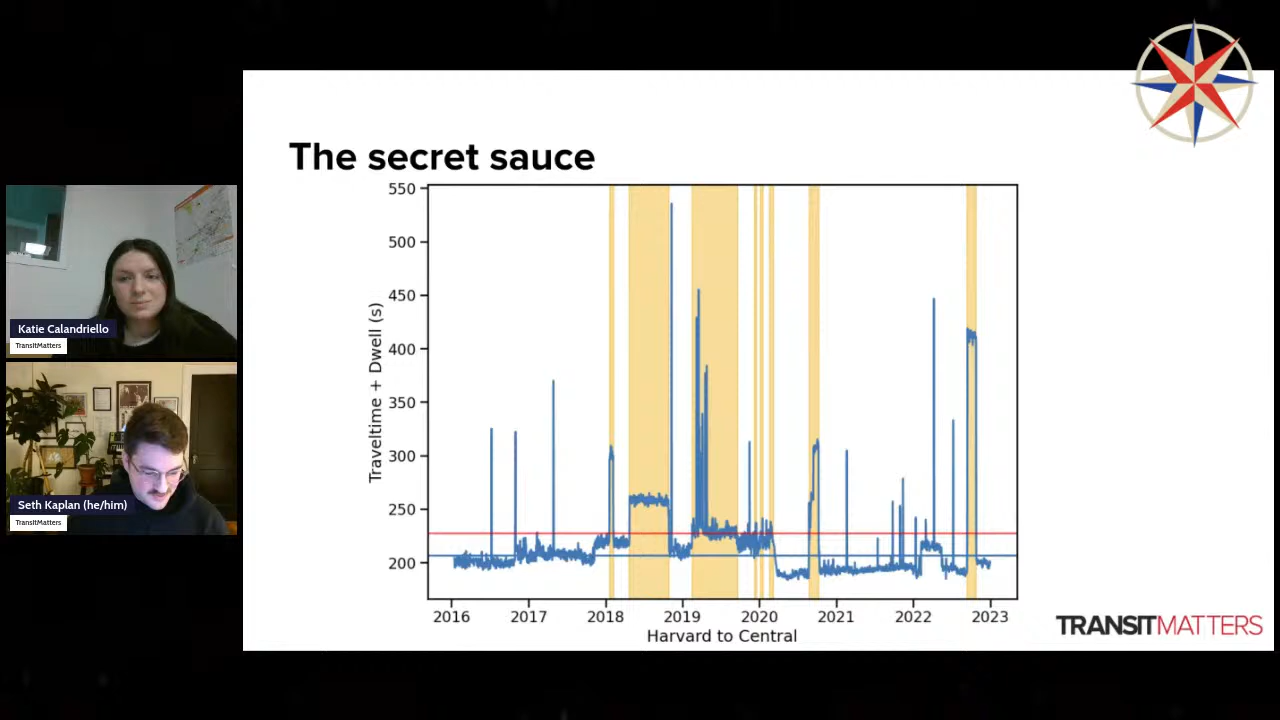 The secret sauce
550
500
450
400
350
300
250
200
Traveltime + Dwell (s)
2016 2017 2018 2019 2020 2021 2022 2023
Harvard to Central
TRANSITMATTERS
Katie Calandriello
TransitMatters
Seth Kaplan (he/him)
TransitMatters